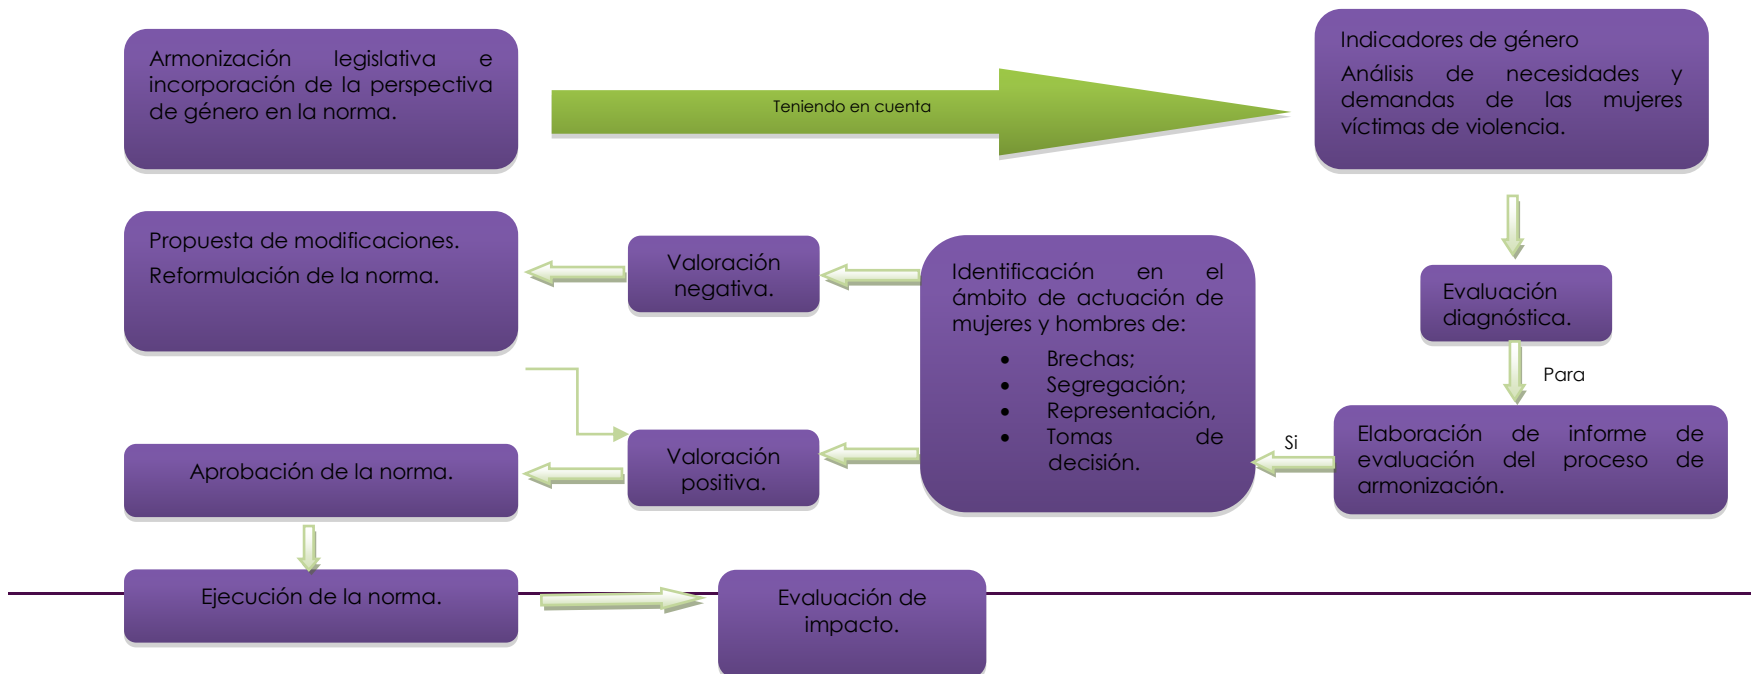 Armonización legislativa e
incorporación de la perspectiva
de género en la norma.
Teniendo en cuenta
Indicadores de género
Análisis de necesidades y
demandas de las mujeres
víctimas de violencia.
Propuesta de modificaciones.
Reformulación de la norma.
Valoración
negativa.
Identificación en el
ámbito de actuación de
mujeres y hombres de:
• Brechas;
• Segregación;
• Representación,
• Tomas de
decisión.
Evaluación
diagnóstica.
Para
Elaboración de informe de
evaluación del proceso de
armonización.
Si
Valoración
positiva.
Aprobación de la norma.
Ejecución de la norma.
Evaluación de
impacto.